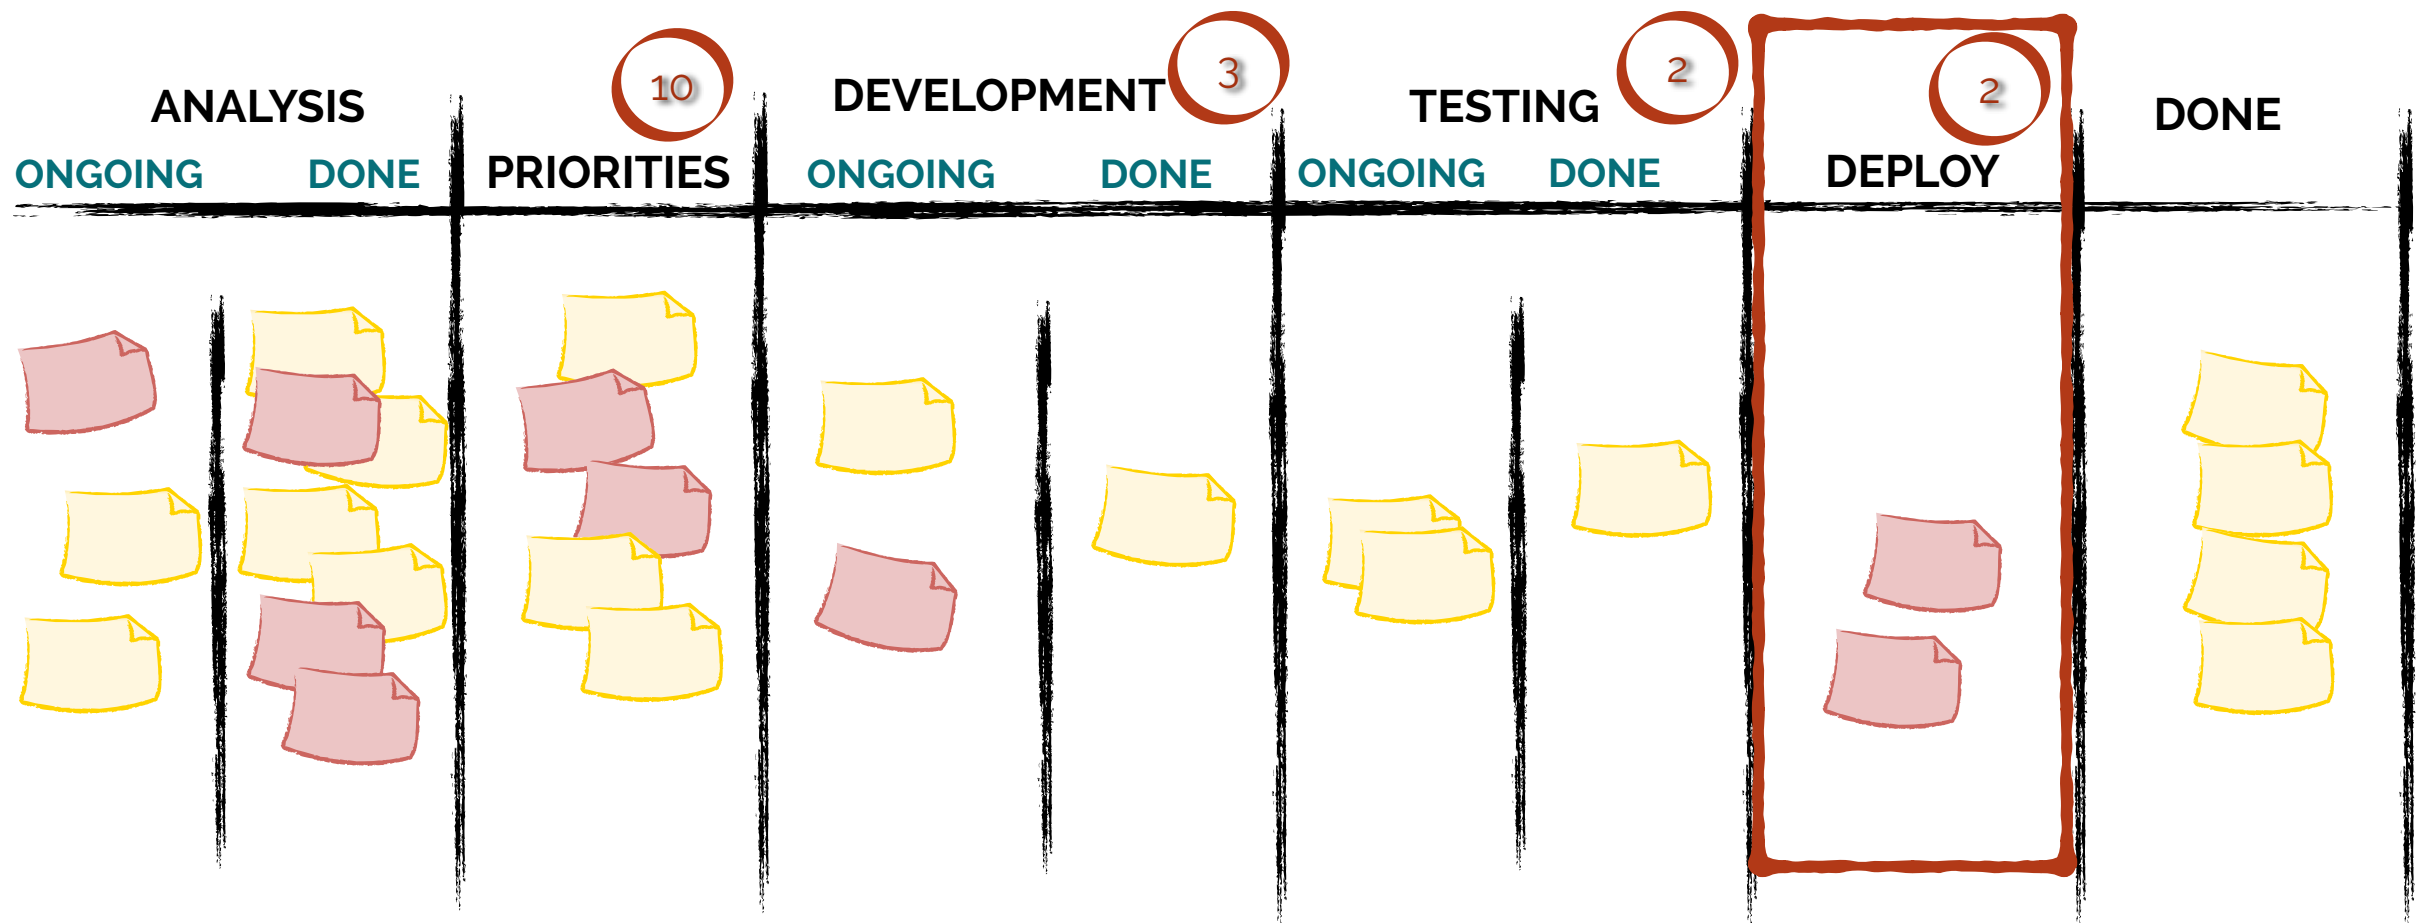 ANALYSIS
ONGOING DONE
10
PRIORITIES
DEVELOPMENT 3
ONGOING DONE
TESTING 2
ONGOING DONE
2
DEPLOY
DONE